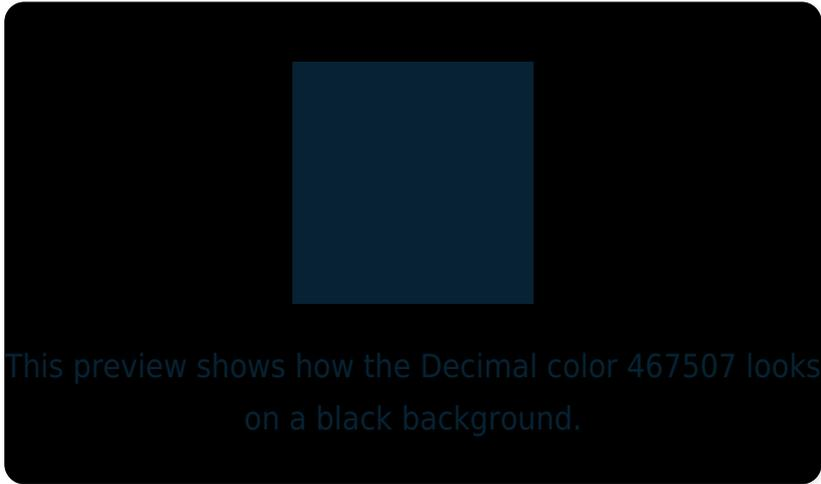 This preview shows how the Decimal color 467507 looks
on a black background.